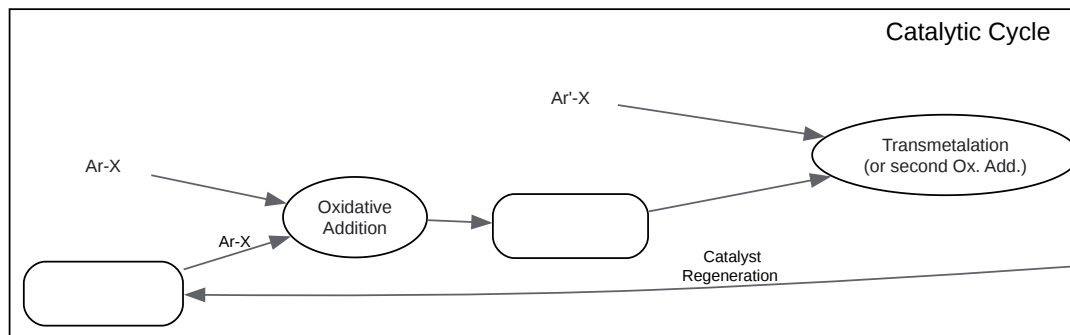 Catalytic Cycle
Ar'-X
Transmetalation
(or second Ox. Add.)
Ar-X
Oxidative
Addition
Ar-X
Catalyst
Regeneration